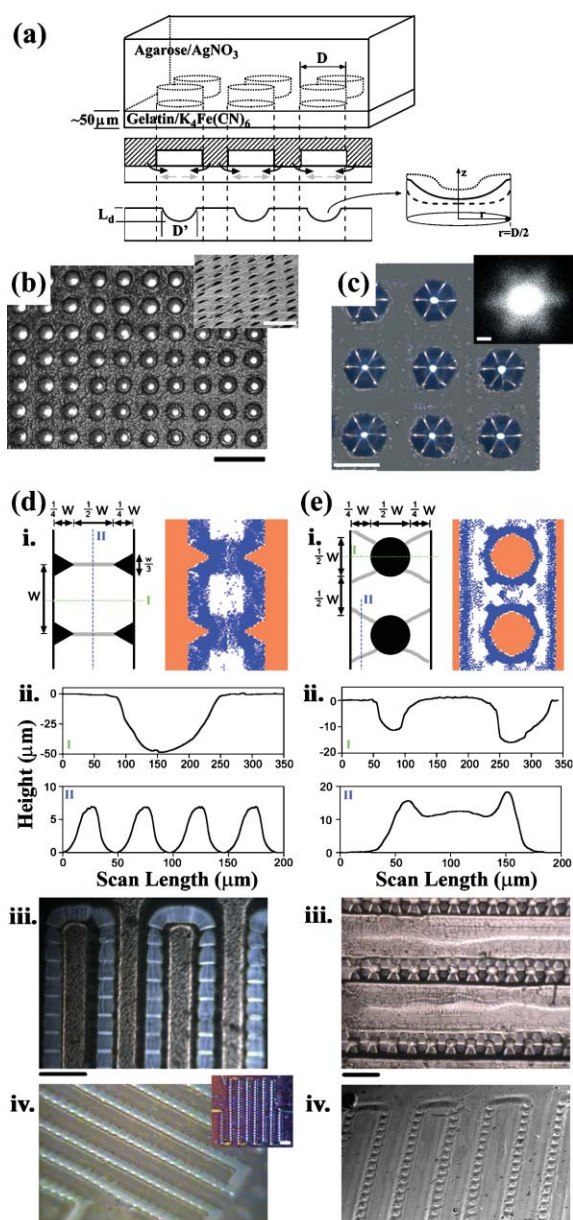 (a)
Agarose/AgNO3
D
~50μm
Gelatin/K4Fe(CN)6
z
r
r=D/2
Ld
D'
(b)
(c)
(d)
1/4 W 1/2 W 1/4 W
II
i.
W/3
W
I
ii.
0
-25
-50
I
0 50 100 150 200 250 300 350
10
5
0
II
0 50 100 150 200
Height (μm)
Scan Length (μm)
iii.
iv.
(e)
1/4 W 1/2 W 1/4 W
i.
1/2 W
I
1/2 W
II
ii.
0
-10
-20
I
0 50 100 150 200 250 300 350
20
10
0
II
0 50 100 150 200
Scan Length (μm)
iii.
iv.